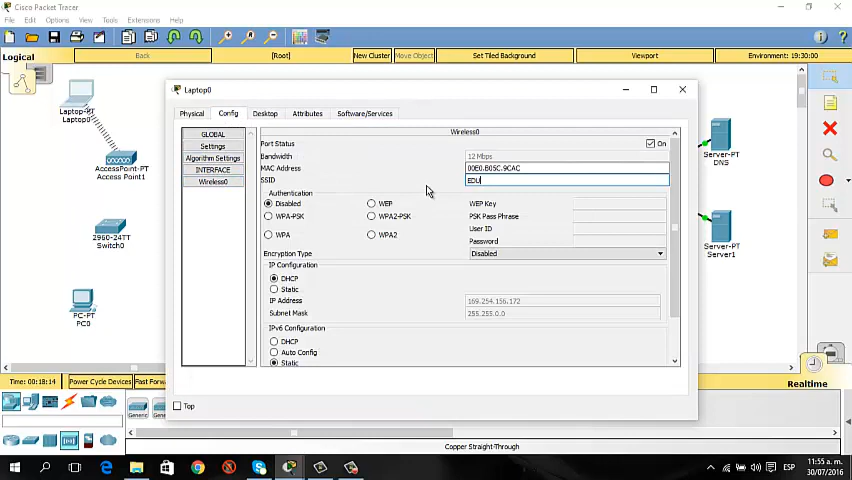 Cisco Packet Tracer
File Edit Options View Tools Extensions Help
Logical Back [Root] New Cluster Move Object Set Tiled Background Viewport Environment: 19:30:00
Laptop-PT
Laptop0
AccessPoint-PT
Access Point1
2960-24TT
Switch0
PC-PT
PC0
Laptop0
Physical Config Desktop Attributes Software/Services
GLOBAL
Settings
Algorithm Settings
INTERFACE
Wireless0
Wireless0
Port Status On
Bandwidth 12 Mbps
MAC Address 00E0.B05C.9CAC
SSID EDU
Authentication
Disabled WEP WEP Key
WPA-PSK WPA2-PSK PSK Pass Phrase
User ID
WPA WPA2 Password
Encryption Type Disabled
IP Configuration
DHCP
Static
IP Address 169.254.156.172
Subnet Mask 255.255.0.0
IPv6 Configuration
DHCP
Auto Config
Static
Top
Server-PT
DNS
Server-PT
Server1
Time: 00:18:14 Power Cycle Devices Fast Forw Realtime
Generic Generic
Copper Straight-Through
ESP 11:55 a. m.
30/07/2016